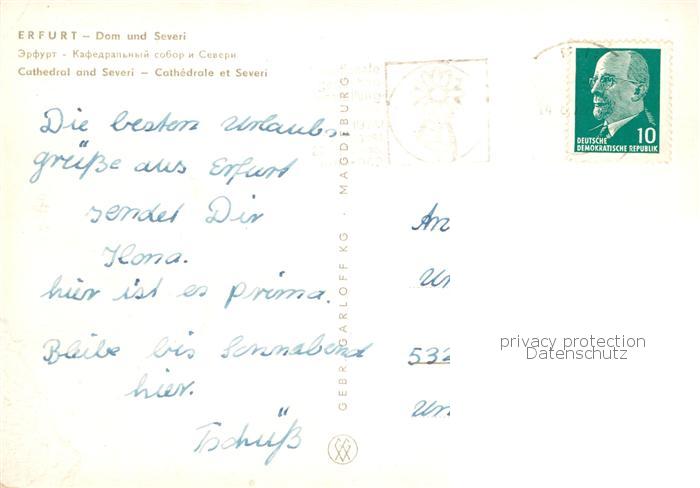 ERFURT – Dom und Severi
Эрфурт - Кафедральный собор и Севери
Cathedral and Severi – Cathédrale et Severi
Die besten Urlaubs
grüße aus Erfurt
sendet Dir
Ilona.
hier ist es prima.
Bleibe bis Sonnabend
hier.
Tschüß
GEBR. GARLOFF KG · MAGDEBURG
10
DEUTSCHE
DEMOKRATISCHE REPUBLIK
An
532
privacy protection
Datenschutz